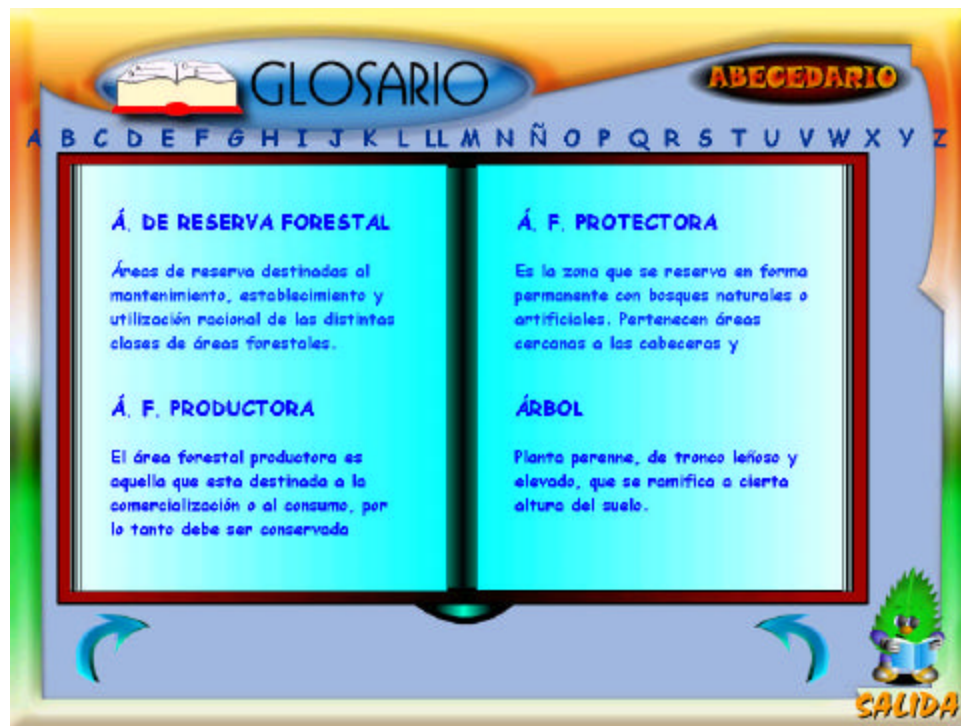 GLOSARIO
ABECEDARIO
A B C D E F G H I J K L LL M N Ñ O P Q R S T U V W X Y Z
Á. DE RESERVA FORESTAL
Áreas de reserva destinadas al
mantenimiento, establecimiento y
utilización racional de las distintas
clases de áreas forestales.
Á. F. PRODUCTORA
El área forestal productora es
aquella que esta destinada a la
comercialización o al consumo, por
lo tanto debe ser conservada
Á. F. PROTECTORA
Es la zona que se reserva en forma
permanente con bosques naturales o
artificiales. Pertenecen áreas
cercanas a las cabeceras y
ÁRBOL
Planta perenne, de tronco leñoso y
elevado, que se ramifica a cierta
altura del suelo.
SALIDA